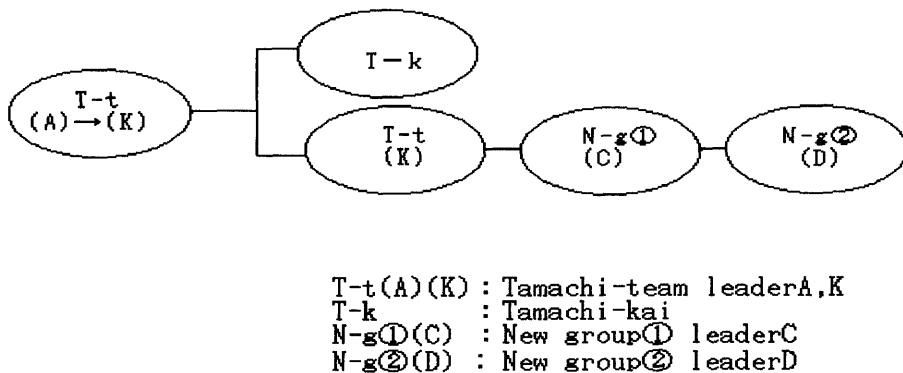 T-k
T-t
(A)→(K)
T-t
(K)
N-g①
(C)
N-g②
(D)
T-t(A)(K) : Tamachi-team leaderA,K
T-k : Tamachi-kai
N-g①(C) : New group① leaderC
N-g②(D) : New group② leaderD